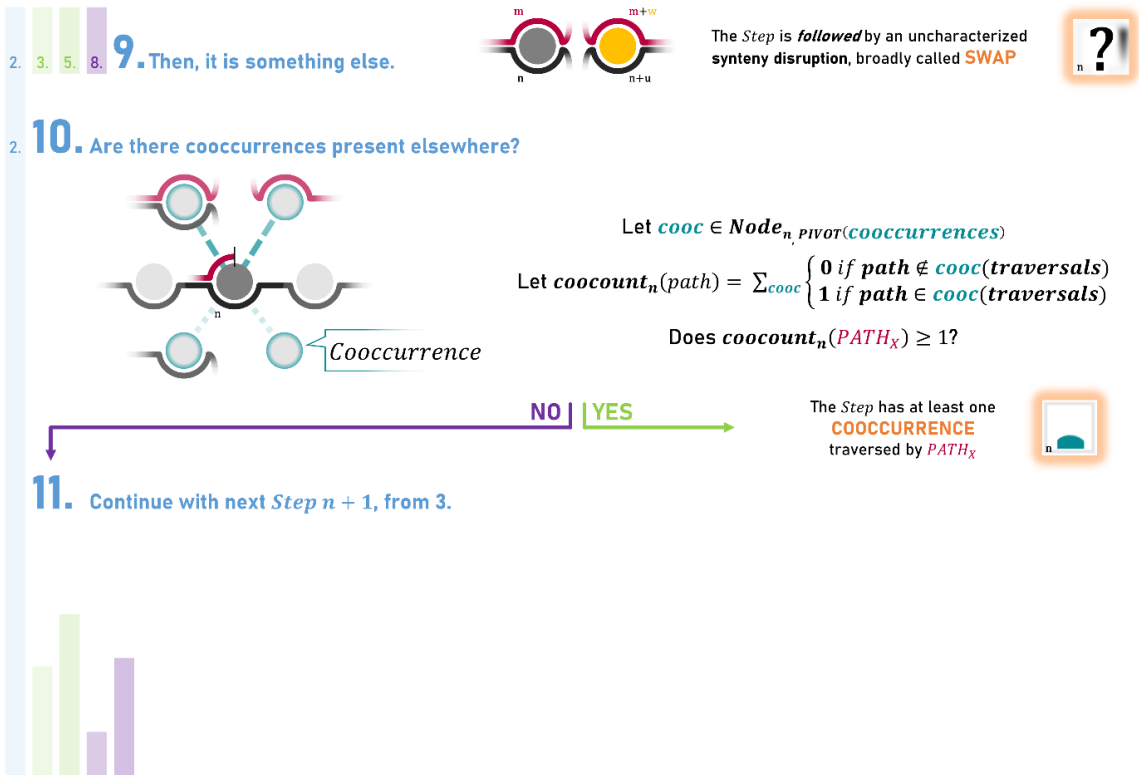 m
m+w
n
n+u
2. 3. 5. 8. 9. Then, it is something else.
The Step is followed by an uncharacterized
synteny disruption, broadly called SWAP
?
n
2. 10. Are there cooccurrences present elsewhere?
n
Cooccurrence
Let cooc ∈ Node_{n, PIVOT}(cooccurrences)
Let coocount_n(path) = ∑_{cooc} { 0 if path ∉ cooc(traversals)
1 if path ∈ cooc(traversals)
Does coocount_n(PATH_X) ≥ 1?
NO YES
The Step has at least one
COOCCURRENCE
traversed by PATH_X
n
11. Continue with next Step n + 1, from 3.